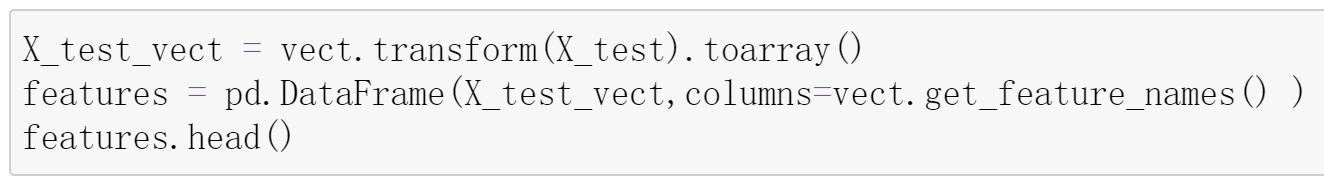 X_test_vect = vect.transform(X_test).toarray()
features = pd.DataFrame(X_test_vect,columns=vect.get_feature_names() )
features.head()